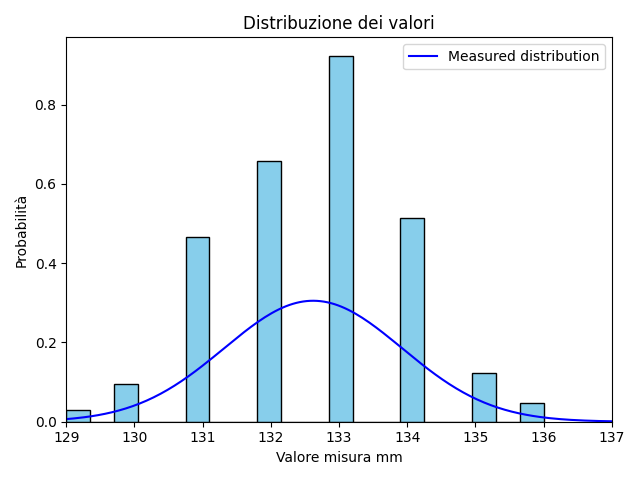 Distribuzione dei valori
Measured distribution
Probabilità
0.8
0.6
0.4
0.2
0.0
129 130 131 132 133 134 135 136 137
Valore misura mm